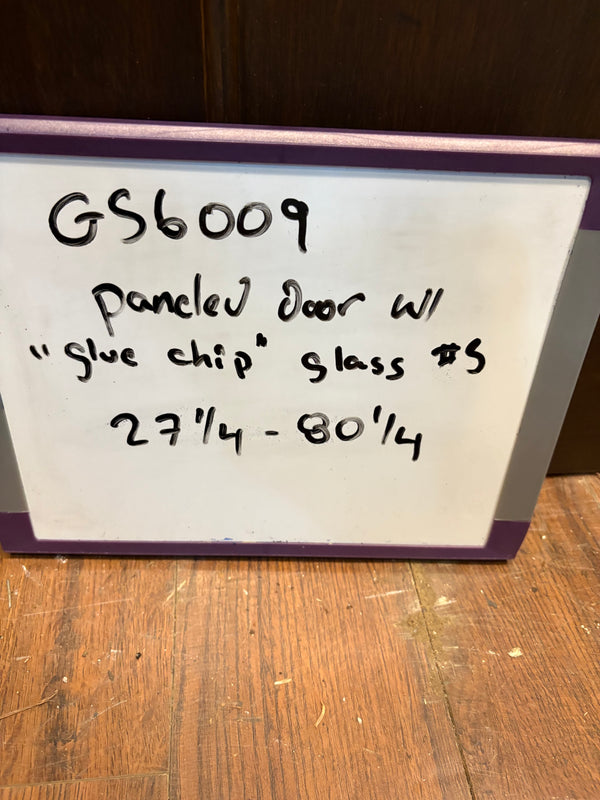 GS6009
paneled Door w/
"glue chip" glass #5
27 1/4 - 80 1/4